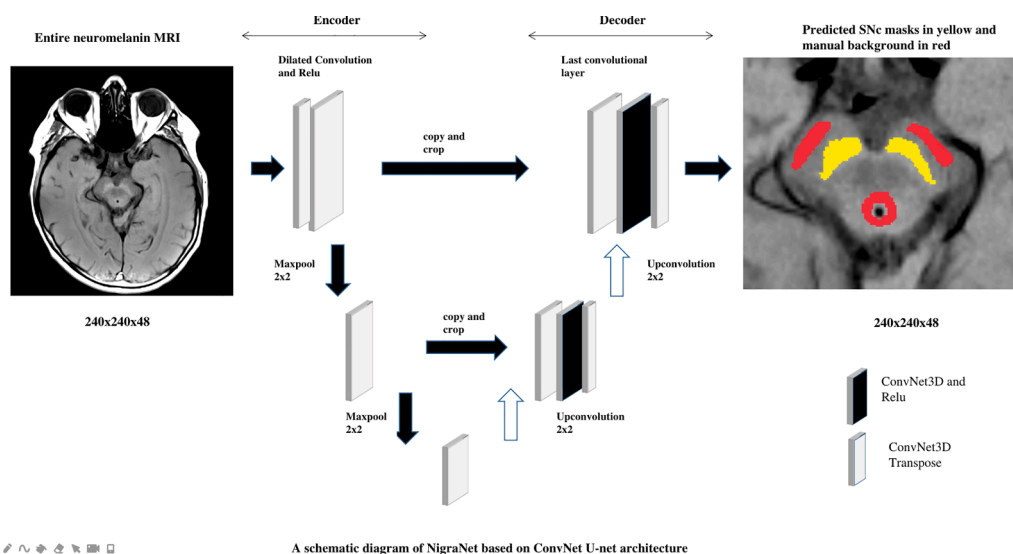 Encoder
Decoder
Entire neuromelanin MRI
Predicted SNc masks in yellow and
manual background in red
Dilated Convolution
and Relu
Last convolutional
layer
copy and
crop
Maxpool
2x2
Upconvolution
2x2
240x240x48
copy and
crop
240x240x48
ConvNet3D and
Relu
Maxpool
2x2
Upconvolution
2x2
ConvNet3D
Transpose
A schematic diagram of NigraNet based on ConvNet U-net architecture